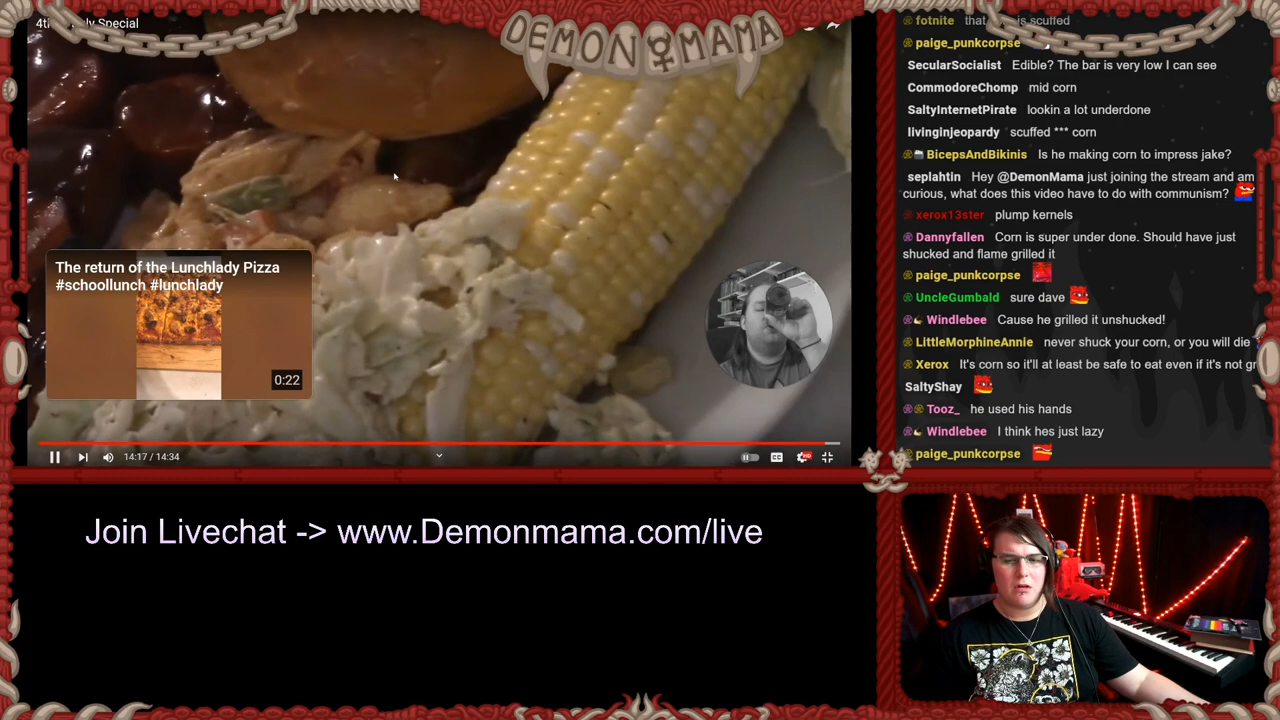 DEMON MAMA
The return of the Lunchlady Pizza
#schoollunch #lunchlady
0:22
14:17 / 14:34
CC
HD
Join Livechat -> www.Demonmama.com/live
fotnite that is scuffed
paige_punkcorpse
SecularSocialist Edible? The bar is very low I can see
CommodoreChomp mid corn
SaltyInternetPirate lookin a lot underdone
livinginjeopardy scuffed *** corn
BicepsAndBikinis Is he making corn to impress jake?
seplahtin Hey @DemonMama just joining the stream and am
curious, what does this video have to do with communism?
xerox13ster plump kernels
Dannyfallen Corn is super under done. Should have just
shucked and flame grilled it
paige_punkcorpse
UncleGumbald sure dave
Windlebee Cause he grilled it unshucked!
LittleMorphineAnnie never shuck your corn, or you will die
Xerox It's corn so it'll at least be safe to eat even if it's not
SaltyShay
Tooz_ he used his hands
Windlebee I think hes just lazy
paige_punkcorpse